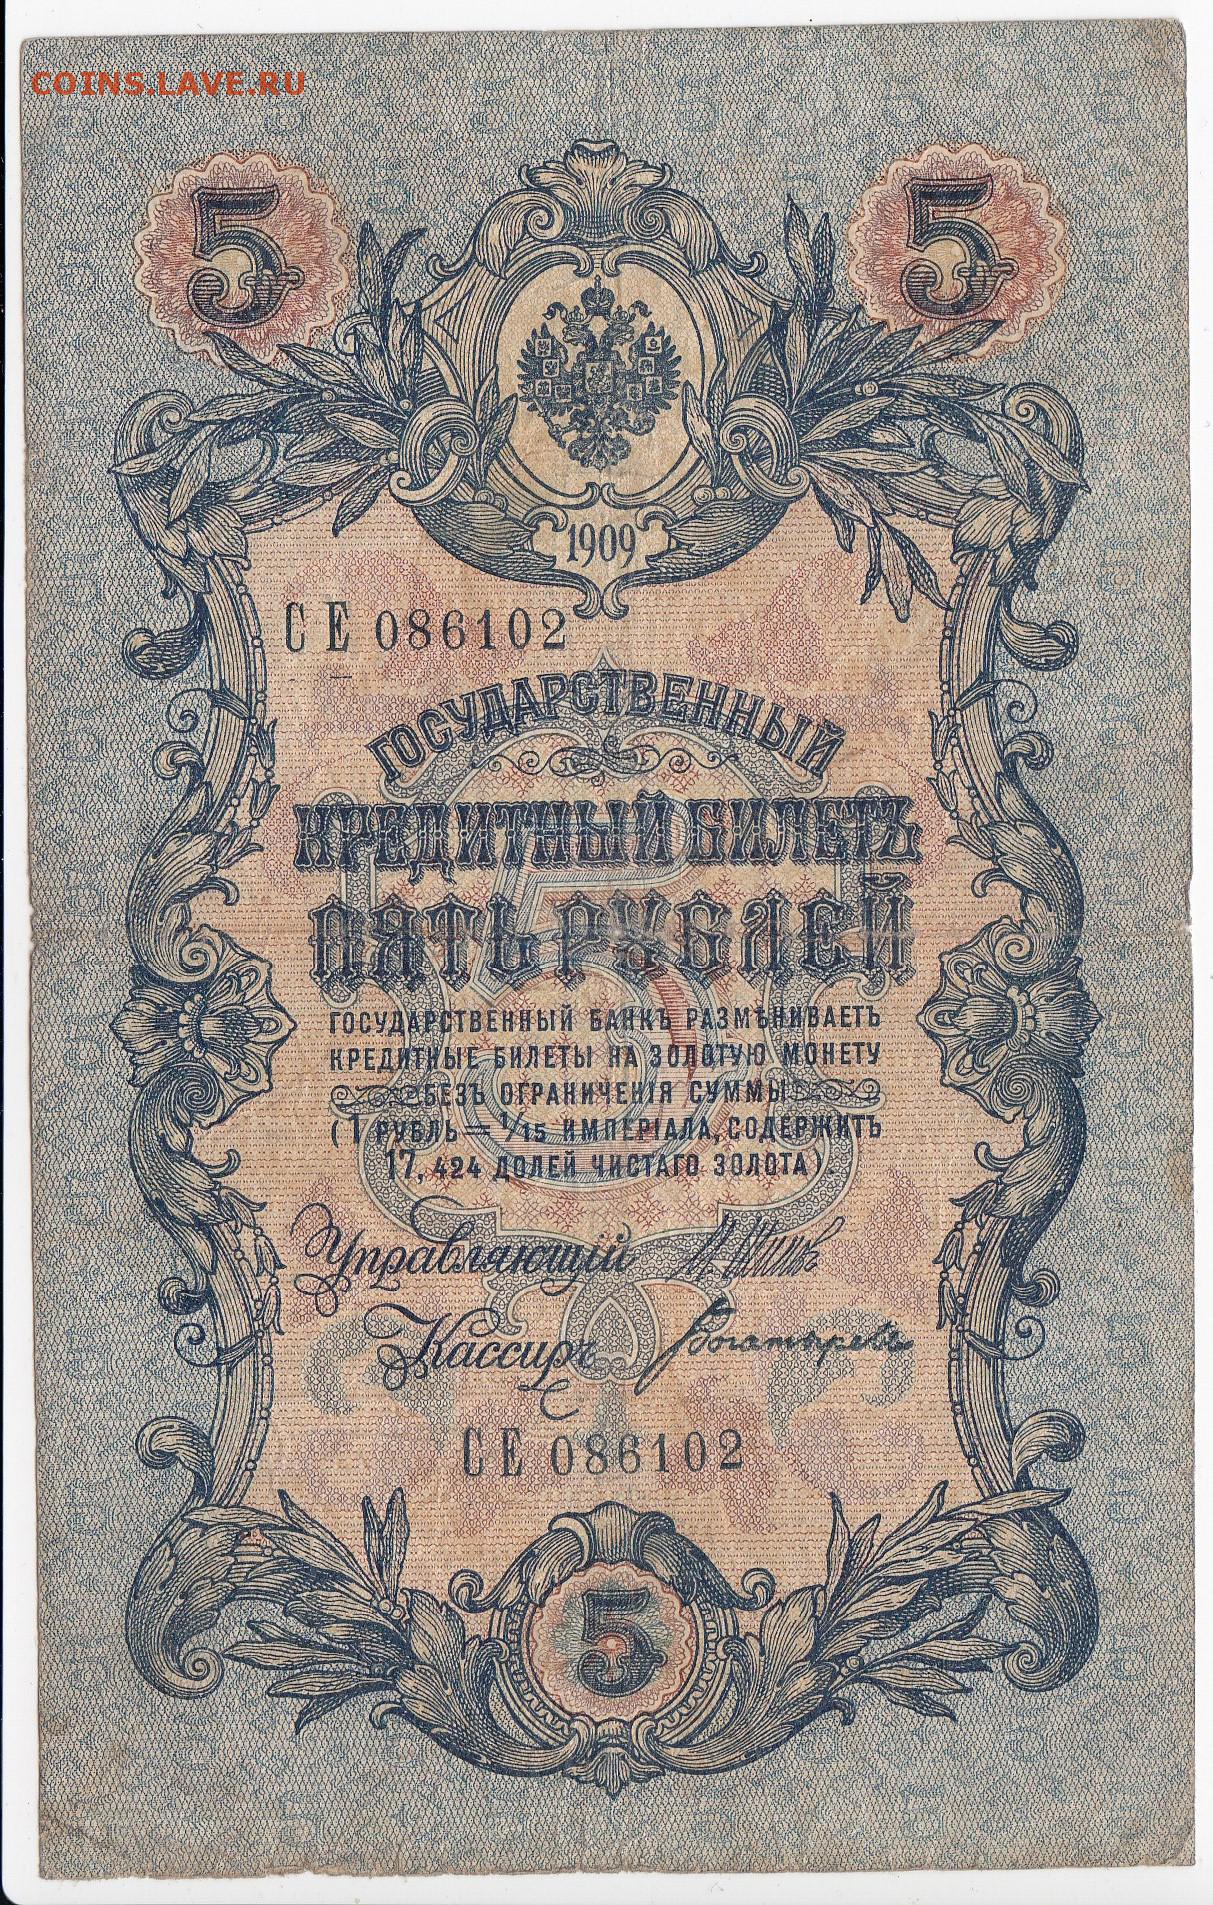 COINS.LAVE.RU
5 5
1909
СЕ 086102
ГОСУДАРСТВЕННЫЙ
КРЕДИТНЫЙ БИЛЕТЪ
ПЯТЬ РУБЛЕЙ
ГОСУДАРСТВЕННЫЙ БАНКЪ РАЗМѢНИВАЕТЪ
КРЕДИТНЫЕ БИЛЕТЫ НА ЗОЛОТУЮ МОНЕТУ
БЕЗЪ ОГРАНИЧЕНІЯ СУММЫ
(1 РУБЛЬ = 1/15 ИМПЕРІАЛА, СОДЕРЖИТЪ
17,424 ДОЛЕЙ ЧИСТАГО ЗОЛОТА).
Управляющій И. Шиповъ
Кассиръ Богатыревъ
СЕ 086102
5